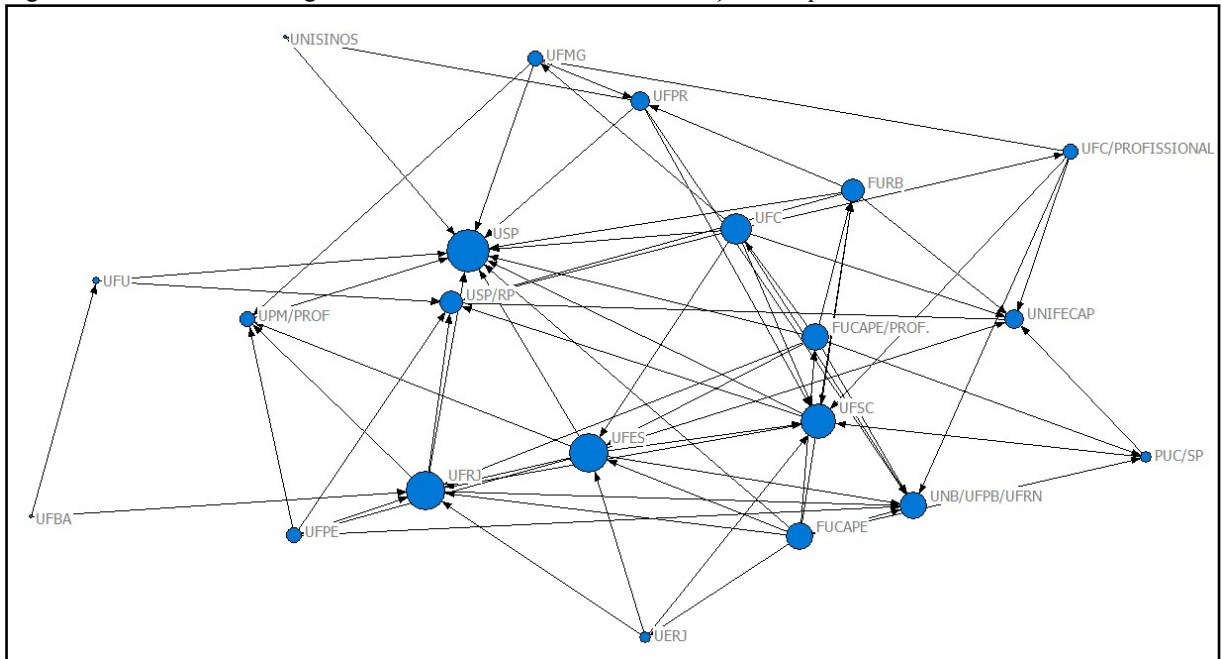 UNISINOS
UFMG
UFPR
UFC/PROFISSIONAL
FURB
UFC
USP
UFU
USP/RP
UPM/PROF
UNIFECAP
FUCAPE/PROF.
UFSC
UFES
PUC/SP
UFRJ
UNB/UFPB/UFRN
UFBA
UFPE
FUCAPE
UERJ